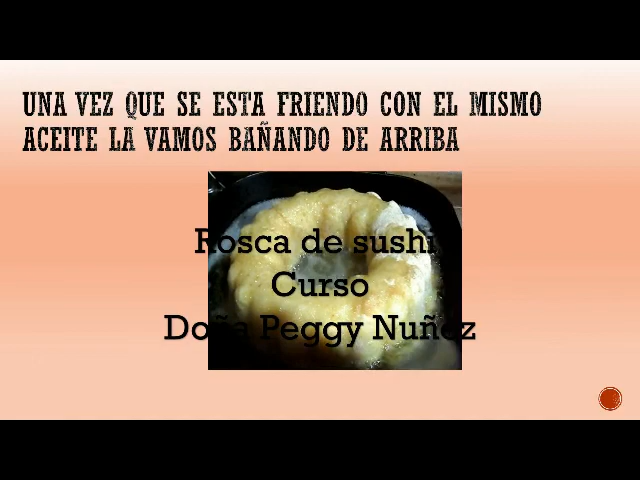 UNA VEZ QUE SE ESTA FRIENDO CON EL MISMO
ACEITE LA VAMOS BAÑANDO DE ARRIBA
Rosca de sushi
Curso
Doña Peggy Nuñez